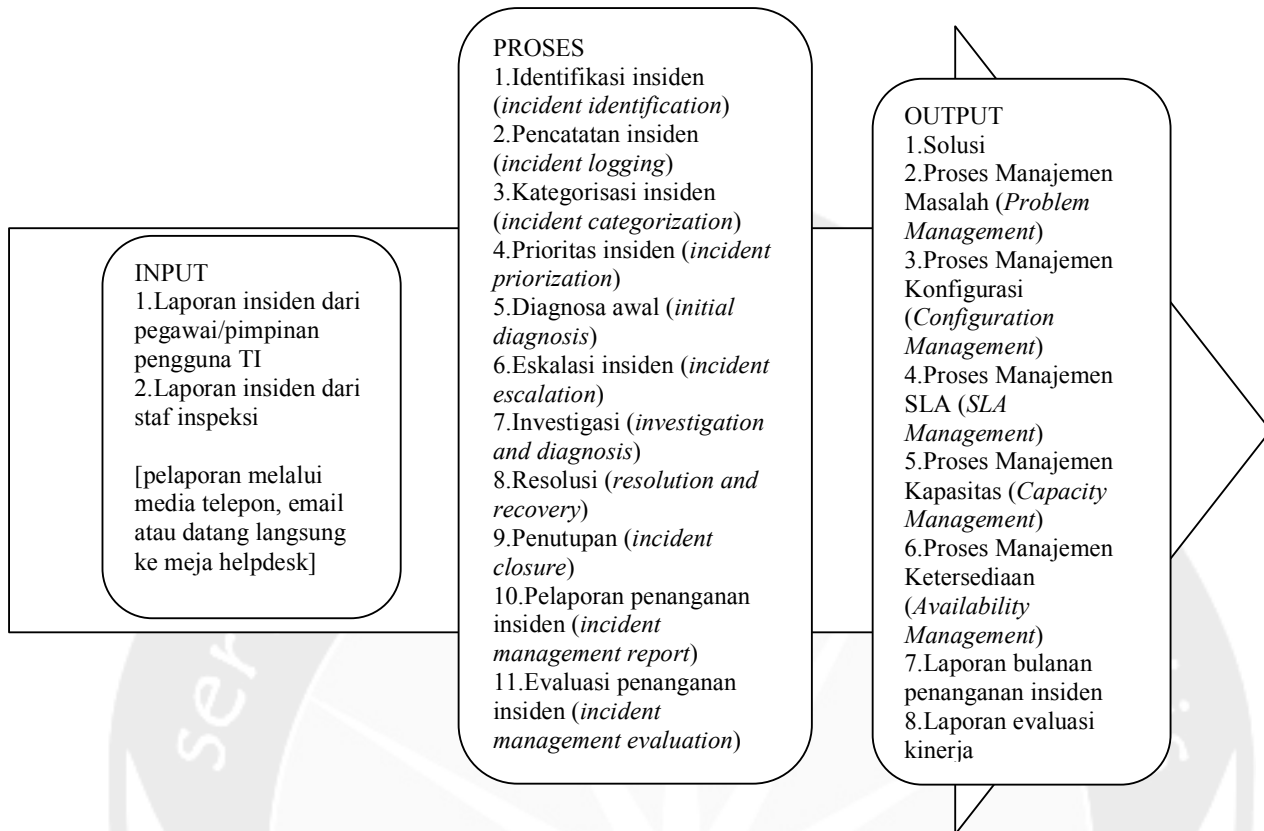 INPUT
1.Laporan insiden dari
pegawai/pimpinan
pengguna TI
2.Laporan insiden dari
staf inspeksi
[pelaporan melalui
media telepon, email
atau datang langsung
ke meja helpdesk]
PROSES
1.Identifikasi insiden
(incident identification)
2.Pencatatan insiden
(incident logging)
3.Kategorisasi insiden
(incident categorization)
4.Prioritas insiden (incident
priorization)
5.Diagnosa awal (initial
diagnosis)
6.Eskalasi insiden (incident
escalation)
7.Investigasi (investigation
and diagnosis)
8.Resolusi (resolution and
recovery)
9.Penutupan (incident
closure)
10.Pelaporan penanganan
insiden (incident
management report)
11.Evaluasi penanganan
insiden (incident
management evaluation)
OUTPUT
1.Solusi
2.Proses Manajemen
Masalah (Problem
Management)
3.Proses Manajemen
Konfigurasi
(Configuration
Management)
4.Proses Manajemen
SLA (SLA
Management)
5.Proses Manajemen
Kapasitas (Capacity
Management)
6.Proses Manajemen
Ketersediaan
(Availability
Management)
7.Laporan bulanan
penanganan insiden
8.Laporan evaluasi
kinerja